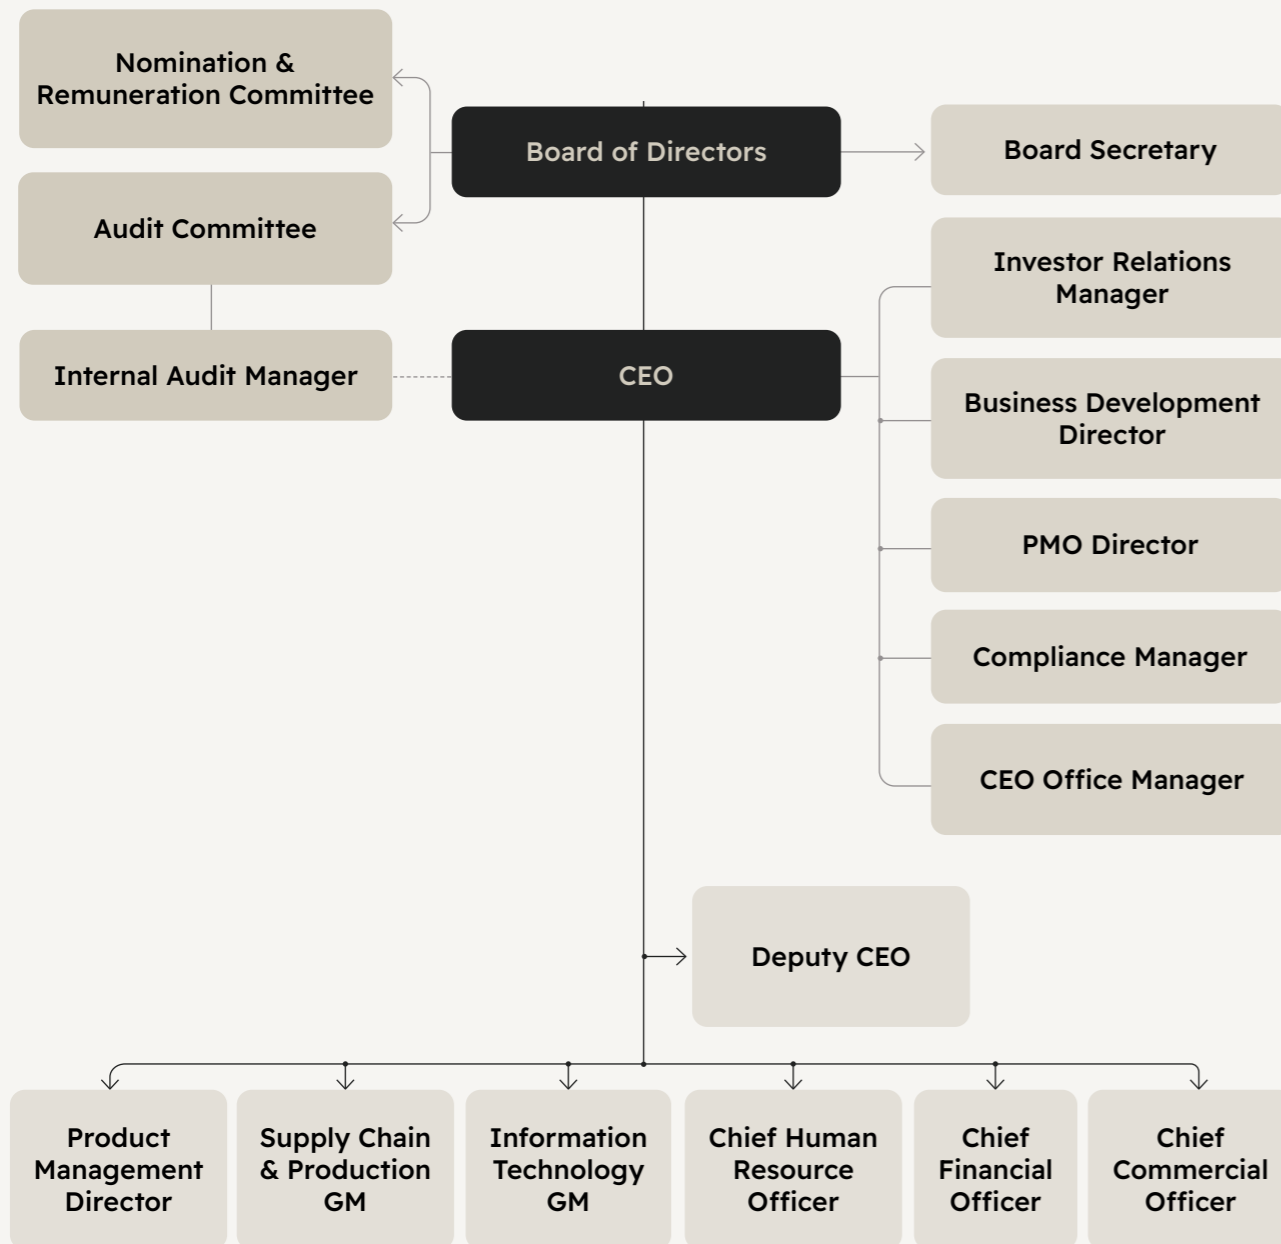 Nomination &
Remuneration Committee
Board of Directors
Board Secretary
Audit Committee
Investor Relations
Manager
Internal Audit Manager
CEO
Business Development
Director
PMO Director
Compliance Manager
CEO Office Manager
Deputy CEO
Product
Management
Director
Supply Chain
& Production
GM
Information
Technology
GM
Chief Human
Resource
Officer
Chief
Financial
Officer
Chief
Commercial
Officer